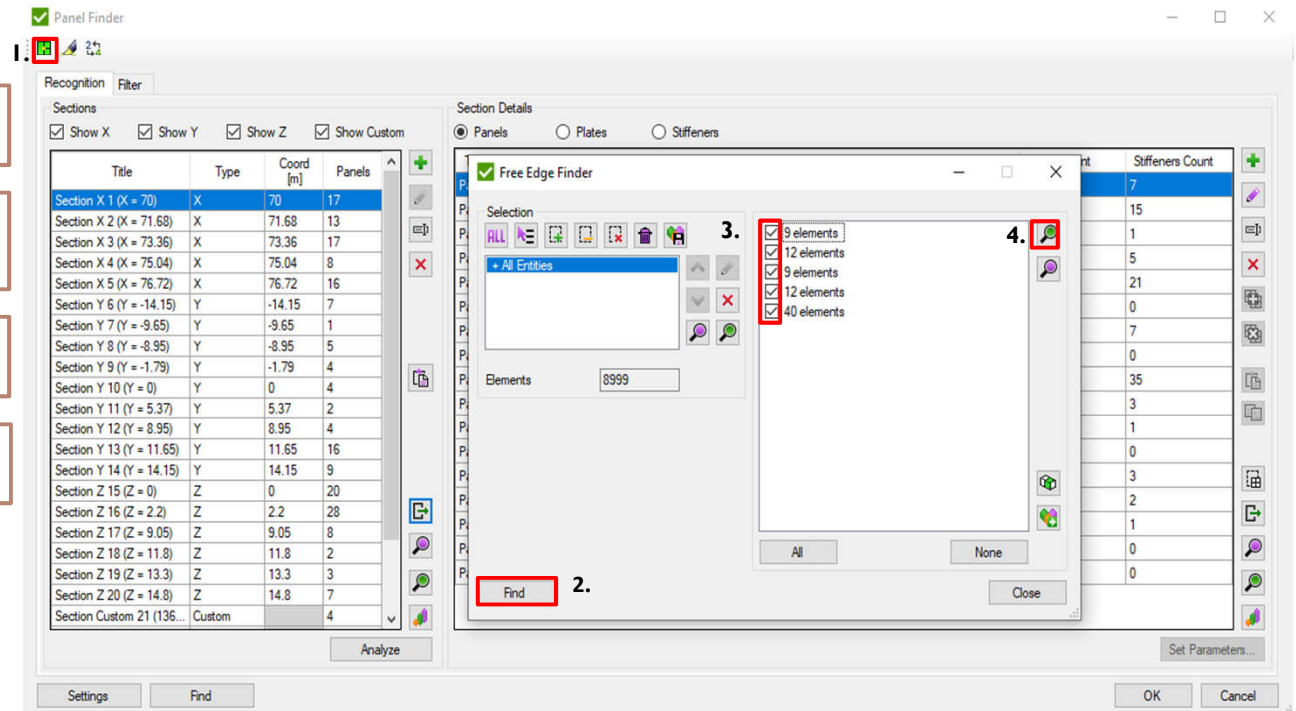 Panel Finder
1.
Recognition Filter
Sections
Show X Show Y Show Z Show Custom
Title Type Coord [m] Panels
Section X 1 (X = 70) X 70 17
Section X 2 (X = 71.68) X 71.68 13
Section X 3 (X = 73.36) X 73.36 17
Section X 4 (X = 75.04) X 75.04 8
Section X 5 (X = 76.72) X 76.72 16
Section Y 6 (Y = -14.15) Y -14.15 7
Section Y 7 (Y = -9.65) Y -9.65 1
Section Y 8 (Y = -8.95) Y -8.95 5
Section Y 9 (Y = -1.79) Y -1.79 4
Section Y 10 (Y = 0) Y 0 4
Section Y 11 (Y = 5.37) Y 5.37 2
Section Y 12 (Y = 8.95) Y 8.95 4
Section Y 13 (Y = 11.65) Y 11.65 16
Section Y 14 (Y = 14.15) Y 14.15 9
Section Z 15 (Z = 0) Z 0 20
Section Z 16 (Z = 2.2) Z 2.2 28
Section Z 17 (Z = 9.05) Z 9.05 8
Section Z 18 (Z = 11.8) Z 11.8 2
Section Z 19 (Z = 13.3) Z 13.3 3
Section Z 20 (Z = 14.8) Z 14.8 7
Section Custom 21 (136... Custom 4
Analyze
Section Details
Panels Plates Stiffeners
Stiffeners Count
7
15
1
5
21
0
7
0
35
3
1
0
3
2
1
0
0
Free Edge Finder
Selection
ALL
+ All Entities
Elements 8999
3.
9 elements
12 elements
9 elements
12 elements
40 elements
4.
All None
Find 2.
Close
Set Parameters...
Settings Find
OK Cancel